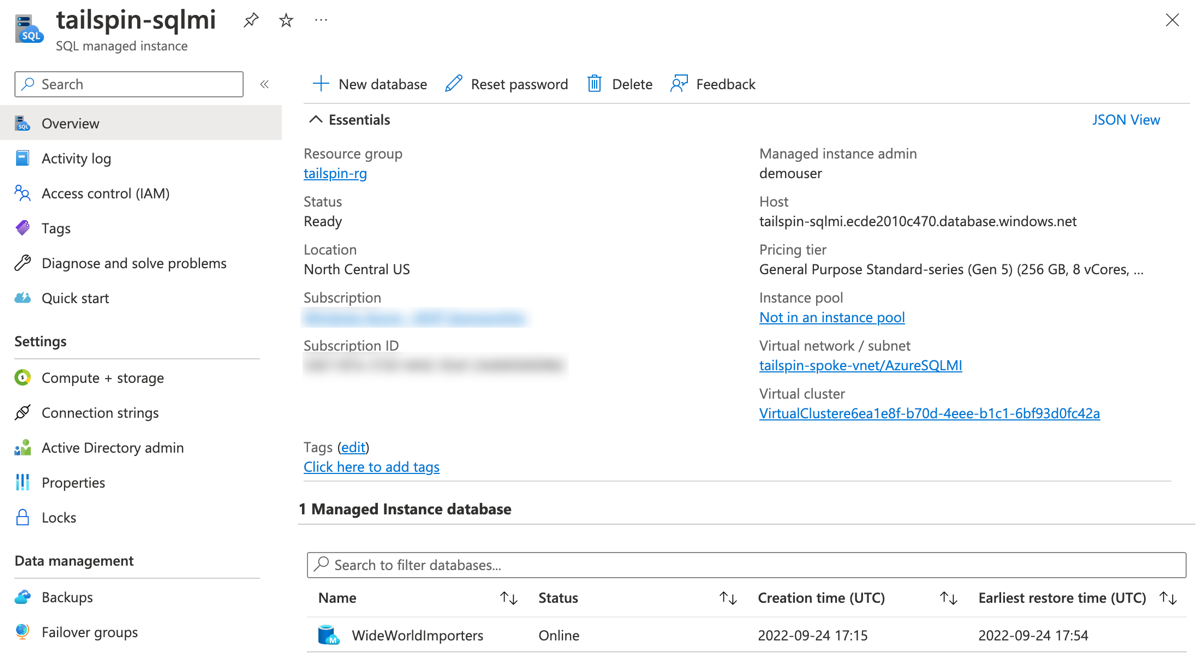 tailspin-sqlmi
SQL managed instance
Search
Overview
Activity log
Access control (IAM)
Tags
Diagnose and solve problems
Quick start
Settings
Compute + storage
Connection strings
Active Directory admin
Properties
Locks
Data management
Backups
Failover groups
New database Reset password Delete Feedback
Essentials JSON View
Resource group
tailspin-rg
Status
Ready
Location
North Central US
Subscription
Subscription ID
Managed instance admin
demouser
Host
tailspin-sqlmi.ecde2010c470.database.windows.net
Pricing tier
General Purpose Standard-series (Gen 5) (256 GB, 8 vCores, ...
Instance pool
Not in an instance pool
Virtual network / subnet
tailspin-spoke-vnet/AzureSQLMI
Virtual cluster
VirtualClustere6ea1e8f-b70d-4eee-b1c1-6bf93d0fc42a
Tags (edit)
Click here to add tags
1 Managed Instance database
Search to filter databases...
Name Status Creation time (UTC) Earliest restore time (UTC)
WideWorldImporters Online 2022-09-24 17:15 2022-09-24 17:54